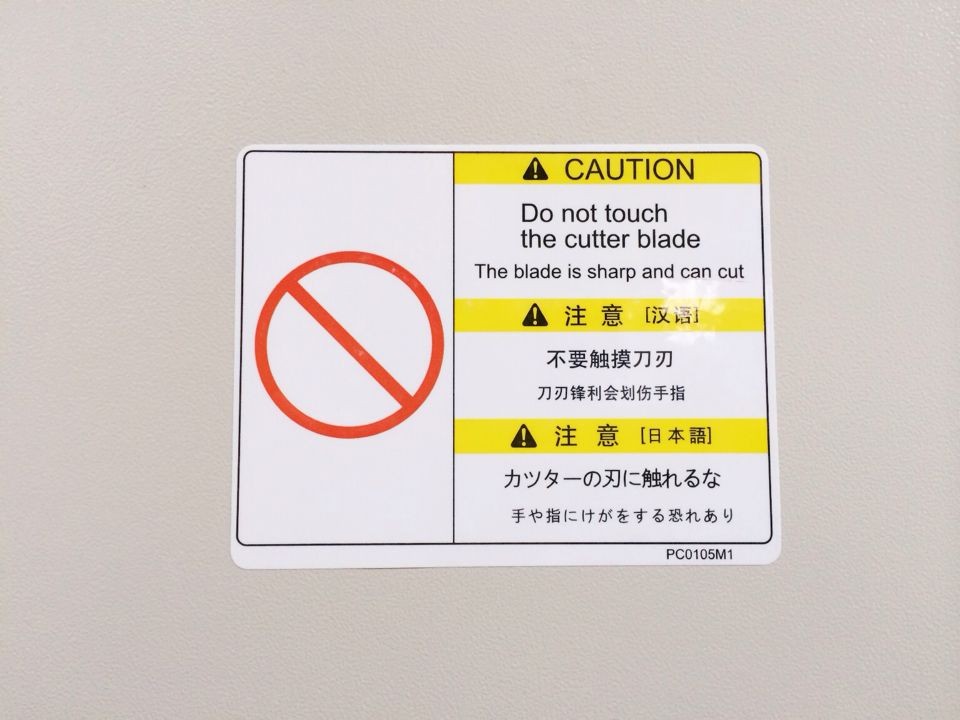 CAUTION
Do not touch
the cutter blade
The blade is sharp and can cut
注 意 [汉语]
不要触摸刀刃
刀刃锋利会划伤手指
注 意 [日本語]
カツターの刃に触れるな
手や指にけがをする恐れあり
PC0105M1